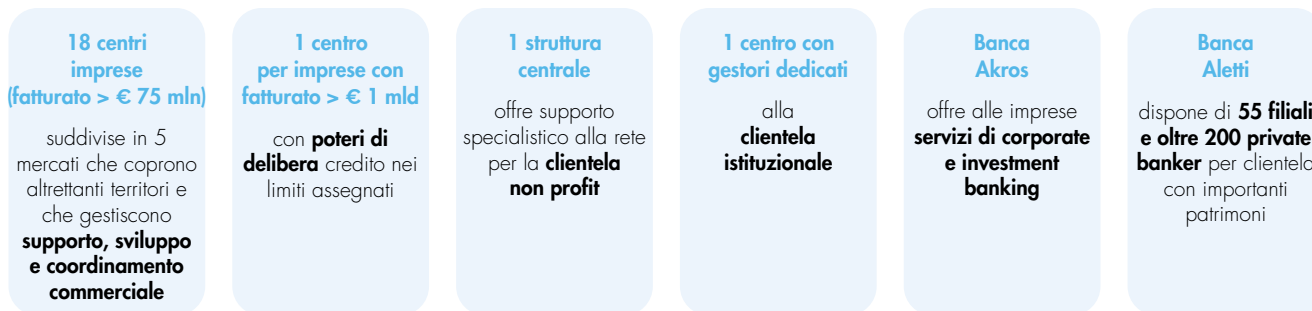 18 centri
imprese
(fatturato > € 75 mln)
suddivise in 5
mercati che coprono
altrettanti territori e
che gestiscono
supporto, sviluppo
e coordinamento
commerciale
1 centro
per imprese con
fatturato > € 1 mld
con poteri di
delibera credito nei
limiti assegnati
1 struttura
centrale
offre supporto
specialistico alla rete
per la clientela
non profit
1 centro con
gestori dedicati
alla
clientela
istituzionale
Banca
Akros
offre alle imprese
servizi di corporate
e investment
banking
Banca
Aletti
dispone di 55 filiali
e oltre 200 private
banker per clientela
con importanti
patrimoni